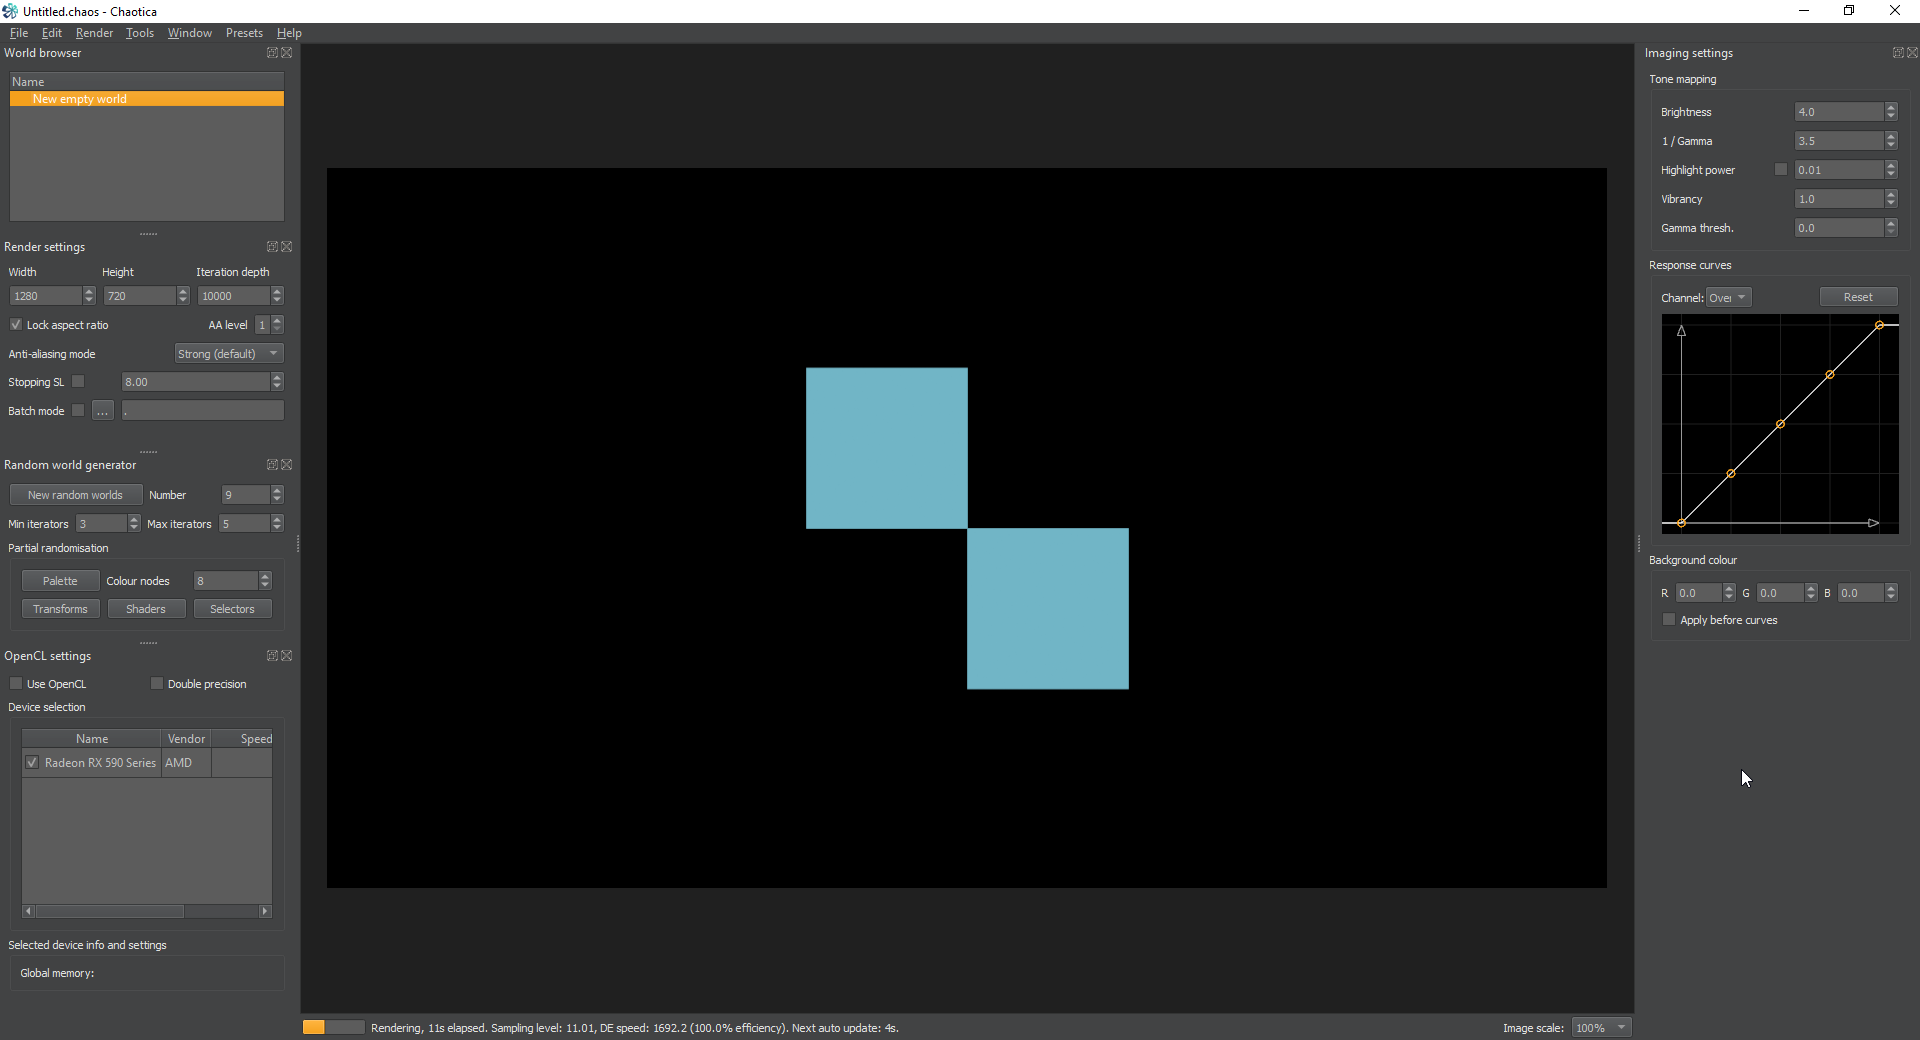 Untitled.chaos - Chaotica
File Edit Render Tools Window Presets Help
World browser
Name
New empty world
Render settings
Width Height Iteration depth
1280 720 10000
Lock aspect ratio AA level 1
Anti-aliasing mode Strong (default)
Stopping SL 8.00
Batch mode ... .
Random world generator
New random worlds Number 9
Min iterators 3 Max iterators 5
Partial randomisation
Palette Colour nodes 8
Transforms Shaders Selectors
OpenCL settings
Use OpenCL Double precision
Device selection
Name Vendor Speed
Radeon RX 590 Series AMD
Selected device info and settings
Global memory:
Rendering, 11s elapsed. Sampling level: 11.01, DE speed: 1692.2 (100.0% efficiency). Next auto update: 4s.
Image scale: 100%
Imaging settings
Tone mapping
Brightness 4.0
1 / Gamma 3.5
Highlight power 0.01
Vibrancy 1.0
Gamma thresh. 0.0
Response curves
Channel: Over Reset
Background colour
R 0.0 G 0.0 B 0.0
Apply before curves